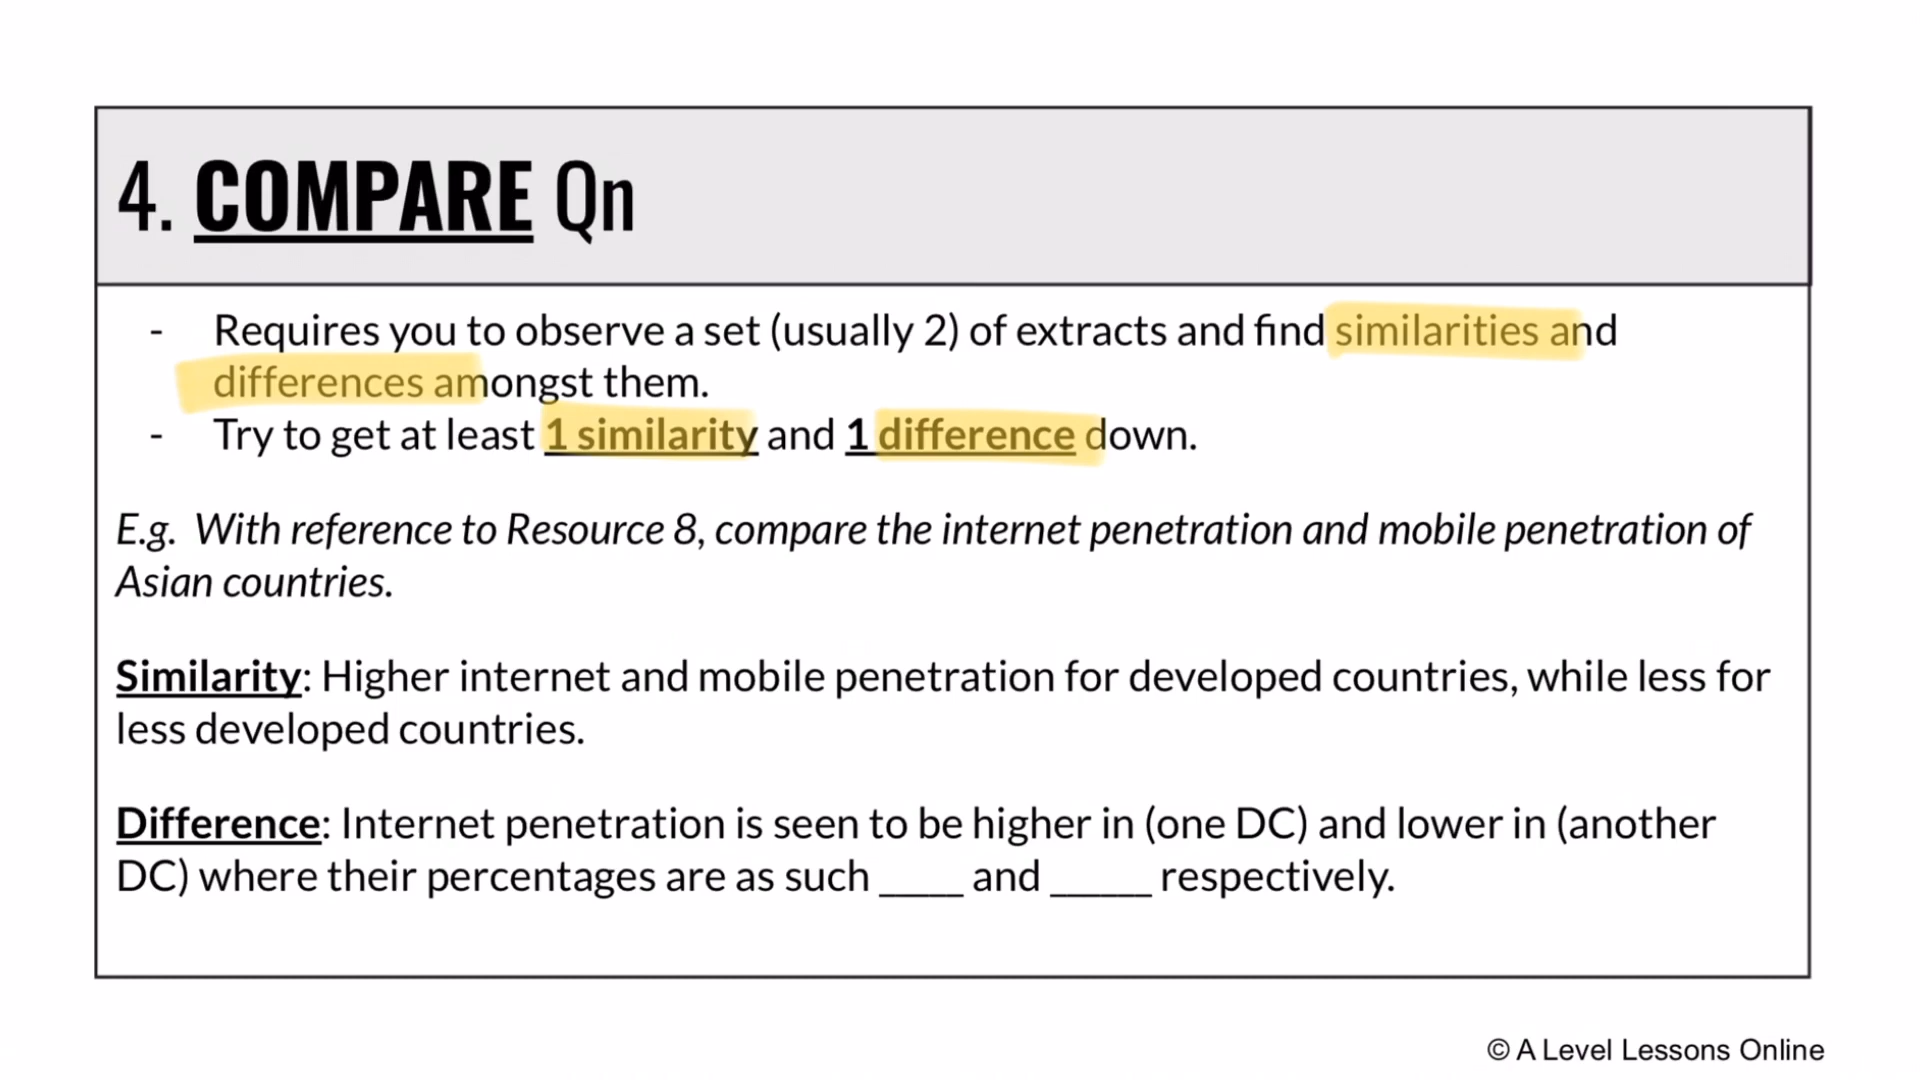 4. COMPARE Qn
- Requires you to observe a set (usually 2) of extracts and find similarities and
differences amongst them.
- Try to get at least 1 similarity and 1 difference down.
E.g. With reference to Resource 8, compare the internet penetration and mobile penetration of
Asian countries.
Similarity: Higher internet and mobile penetration for developed countries, while less for
less developed countries.
Difference: Internet penetration is seen to be higher in (one DC) and lower in (another
DC) where their percentages are as such ____ and _____ respectively.
© A Level Lessons Online